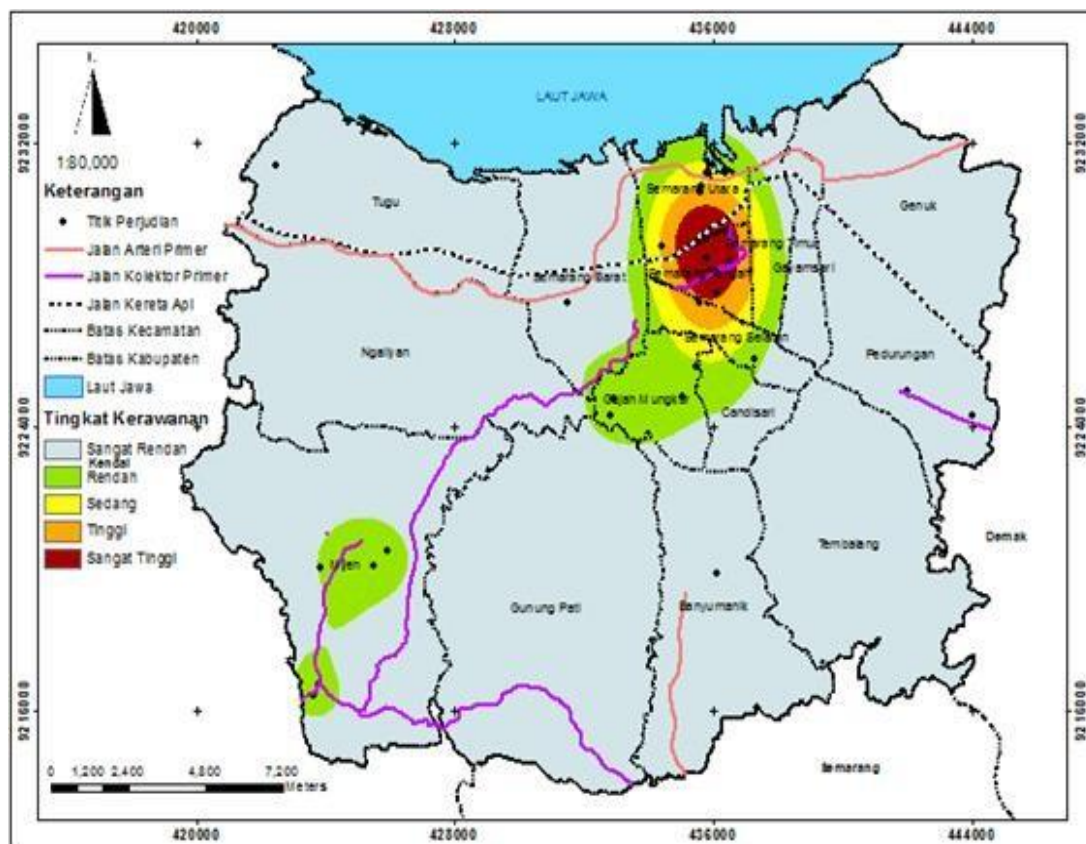 420000 428000 436000 444000
9232000
9232000
1:80,000
Keterangan
Titik Perjudian
Jalan Arteri Primer
Jalan Kolektor Primer
Jalan Kereta Api
Batas Kecamatan
Batas Kabupaten
Laut Jawa
Tingkat Kerawanan
Sangat Rendah
Kendal
Rendah
Sedang
Tinggi
Sangat Tinggi
LAUT JAWA
Tugu
Semarang Utara
Genuk
Semarang Timur
Semarang Barat
Gayamsari
Ngaliyan
Semarang Selatan
Pedurungan
Gajah Mungkur
Candisari
9224000
9224000
Mijen
Gunung Pati
Banyumanik
Tembalang
Demak
9216000
9216000
Semarang
0 1,200 2,400 4,800 7,200
Meters
420000 428000 436000 444000